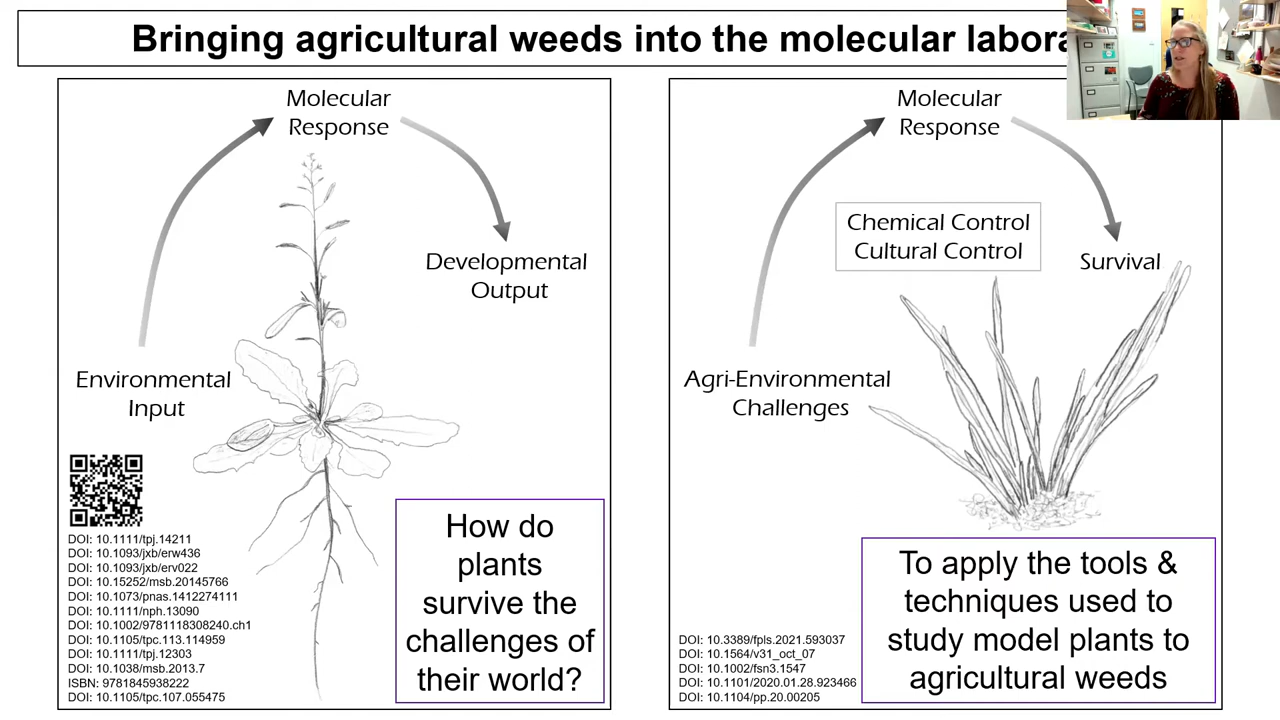 Bringing agricultural weeds into the molecular
Molecular
Response
Developmental
Output
Environmental
Input
DOI: 10.1111/tpj.14211
DOI: 10.1093/jxb/erw436
DOI: 10.1093/jxb/erv022
DOI: 10.15252/msb.20145766
DOI: 10.1073/pnas.1412274111
DOI: 10.1111/nph.13090
DOI: 10.1002/9781118308240.ch1
DOI: 10.1105/tpc.113.114959
DOI: 10.1111/tpj.12303
DOI: 10.1038/msb.2013.7
ISBN: 9781845938222
DOI: 10.1105/tpc.107.055475
How do
plants
survive the
challenges of
their world?
Molecular
Response
Chemical Control
Cultural Control
Survival
Agri-Environmental
Challenges
DOI: 10.3389/fpls.2021.593037
DOI: 10.1564/v31_oct_07
DOI: 10.1002/fsn3.1547
DOI: 10.1101/2020.01.28.923466
DOI: 10.1104/pp.20.00205
To apply the tools &
techniques used to
study model plants to
agricultural weeds